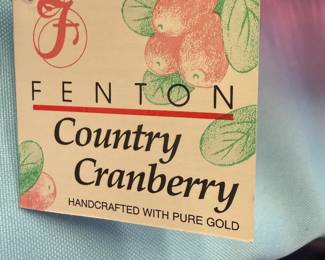 F
FENTON
Country
Cranberry
HANDCRAFTED WITH PURE GOLD